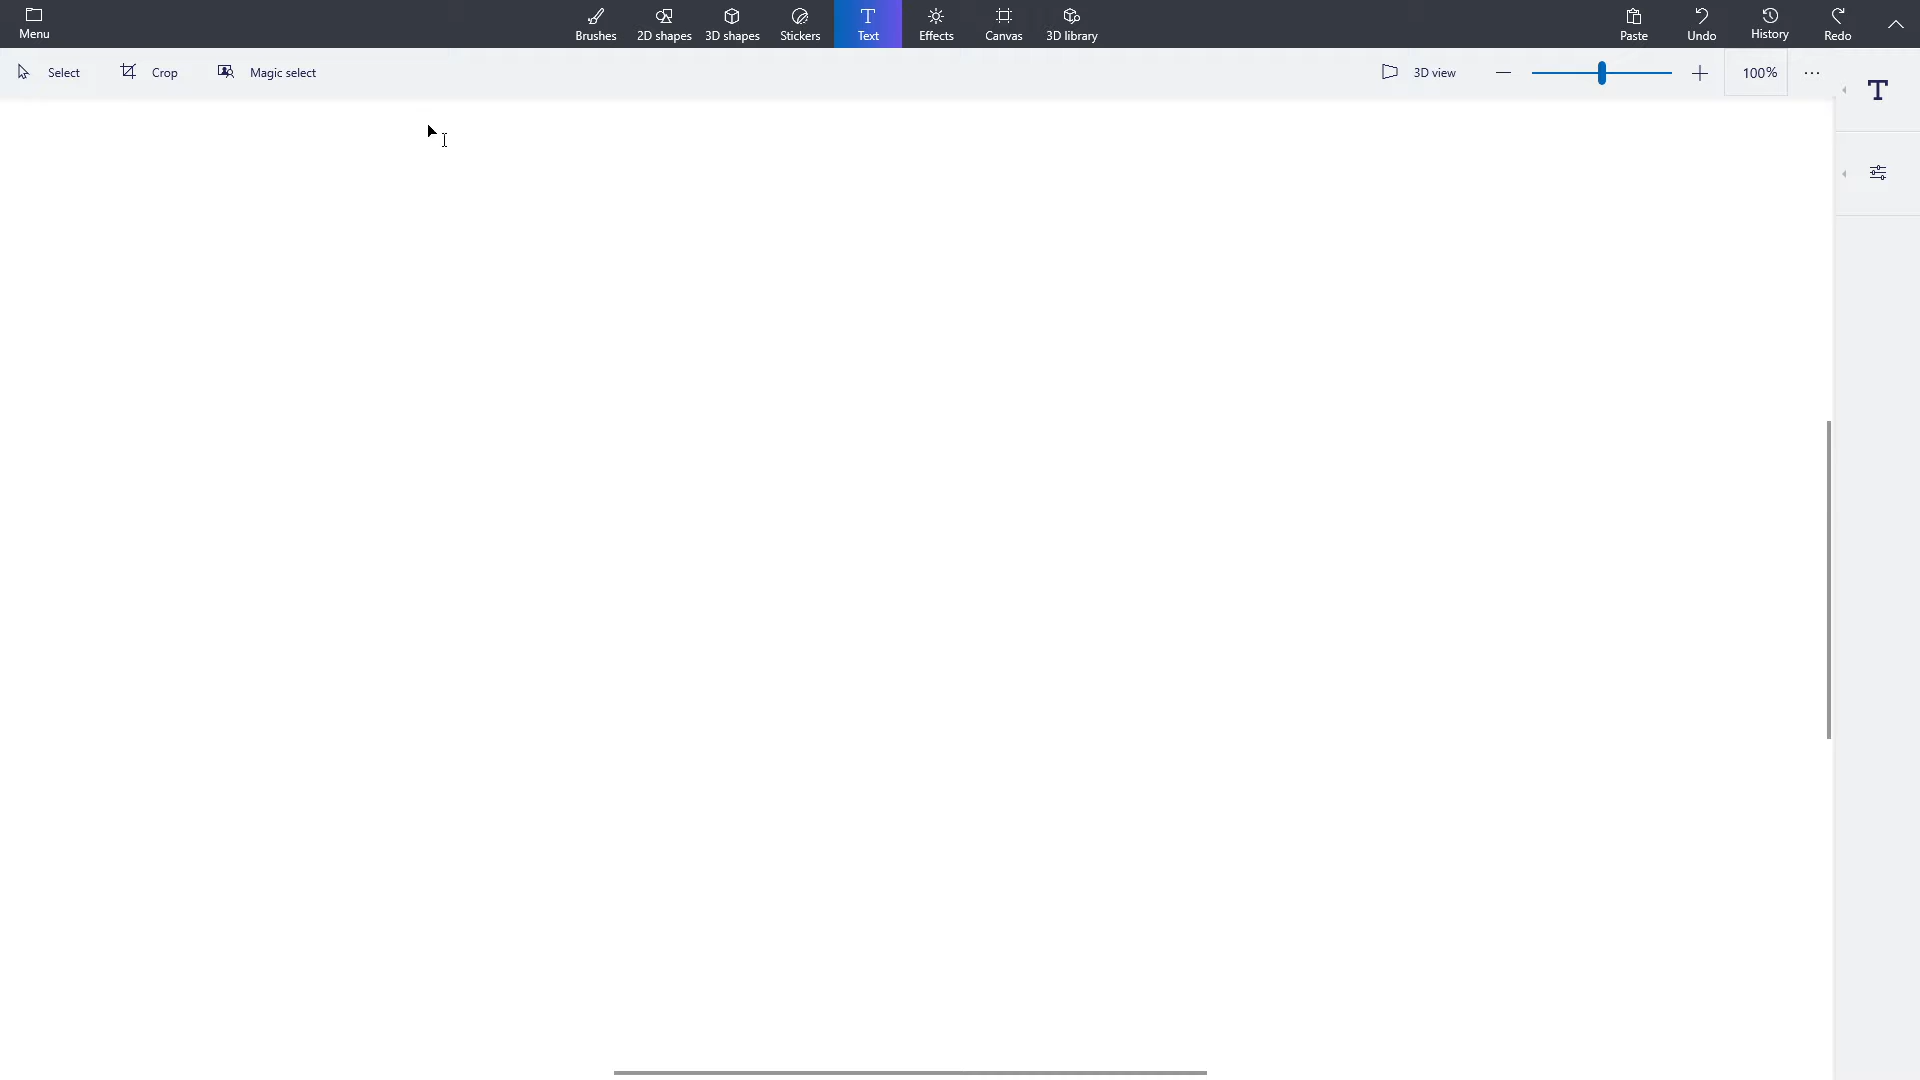 Menu
Brushes
2D shapes
3D shapes
Stickers
Text
Effects
Canvas
3D library
Paste
Undo
History
Redo
Select
Crop
Magic select
3D view
100%